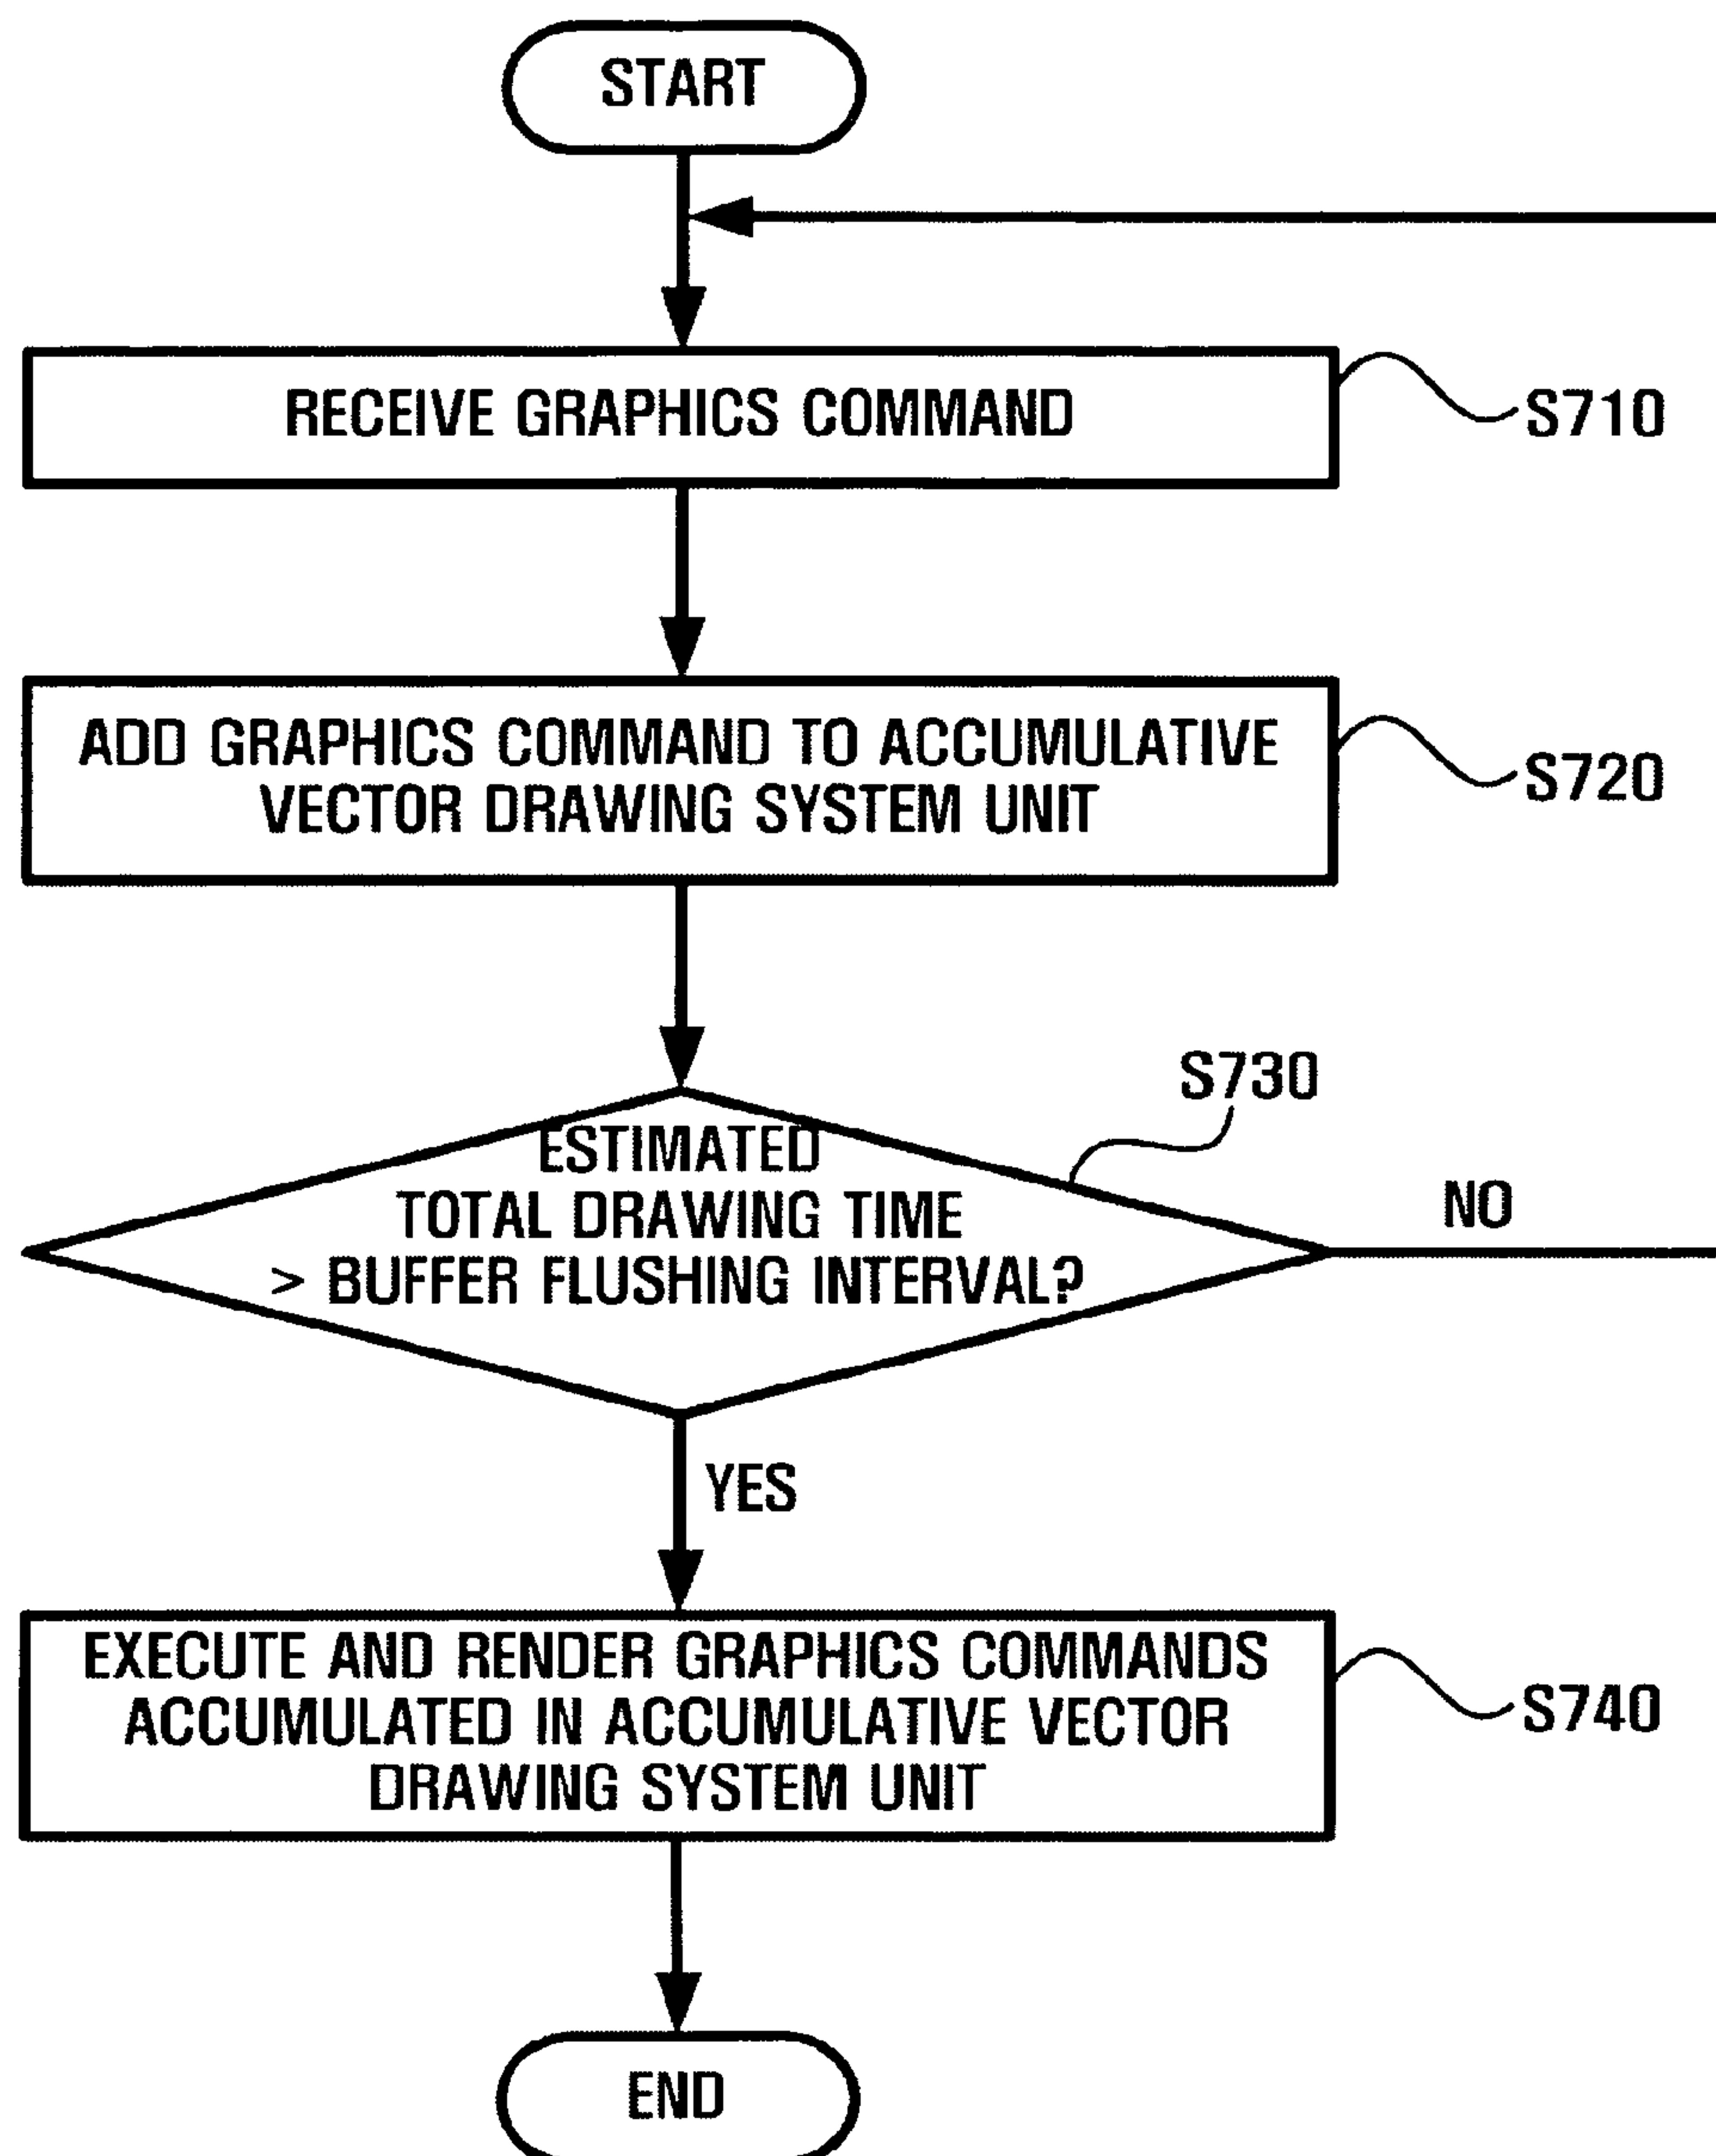 START
RECEIVE GRAPHICS COMMAND
S710
ADD GRAPHICS COMMAND TO ACCUMULATIVE
VECTOR DRAWING SYSTEM UNIT
S720
S730
ESTIMATED
TOTAL DRAWING TIME
> BUFFER FLUSHING INTERVAL?
NO
YES
EXECUTE AND RENDER GRAPHICS COMMANDS
ACCUMULATED IN ACCUMULATIVE VECTOR
DRAWING SYSTEM UNIT
S740
END